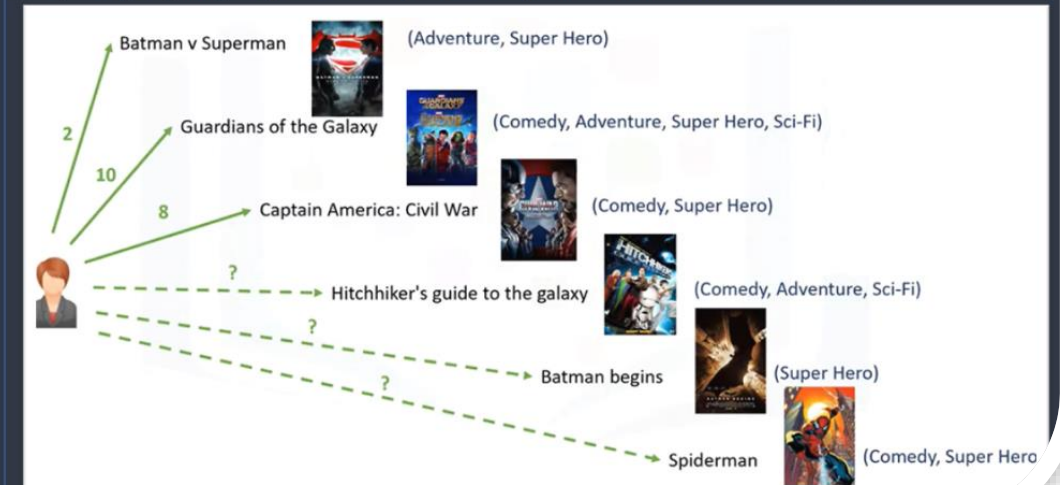 Batman v Superman (Adventure, Super Hero)
2
Guardians of the Galaxy (Comedy, Adventure, Super Hero, Sci-Fi)
10
8
Captain America: Civil War (Comedy, Super Hero)
?
Hitchhiker's guide to the galaxy (Comedy, Adventure, Sci-Fi)
?
Batman begins (Super Hero)
?
Spiderman (Comedy, Super Hero